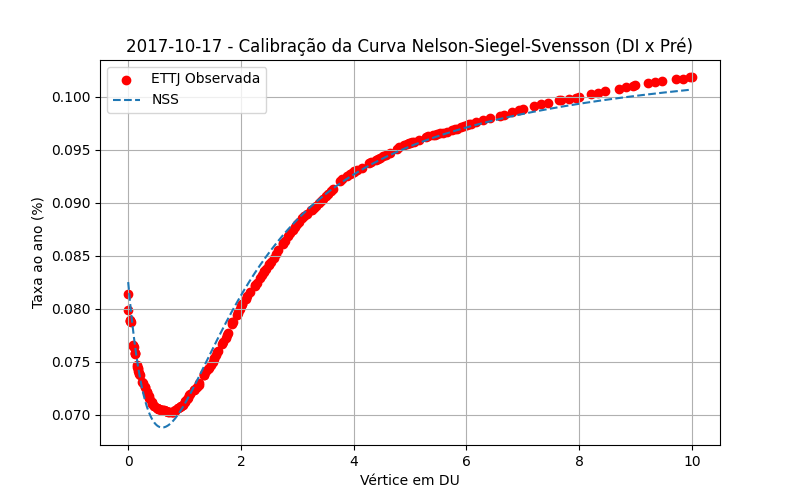 2017-10-17 - Calibração da Curva Nelson-Siegel-Svensson (DI x Pré)
ETTJ Observada
NSS
Taxa ao ano (%)
0.100
0.095
0.090
0.085
0.080
0.075
0.070
0 2 4 6 8 10
Vértice em DU